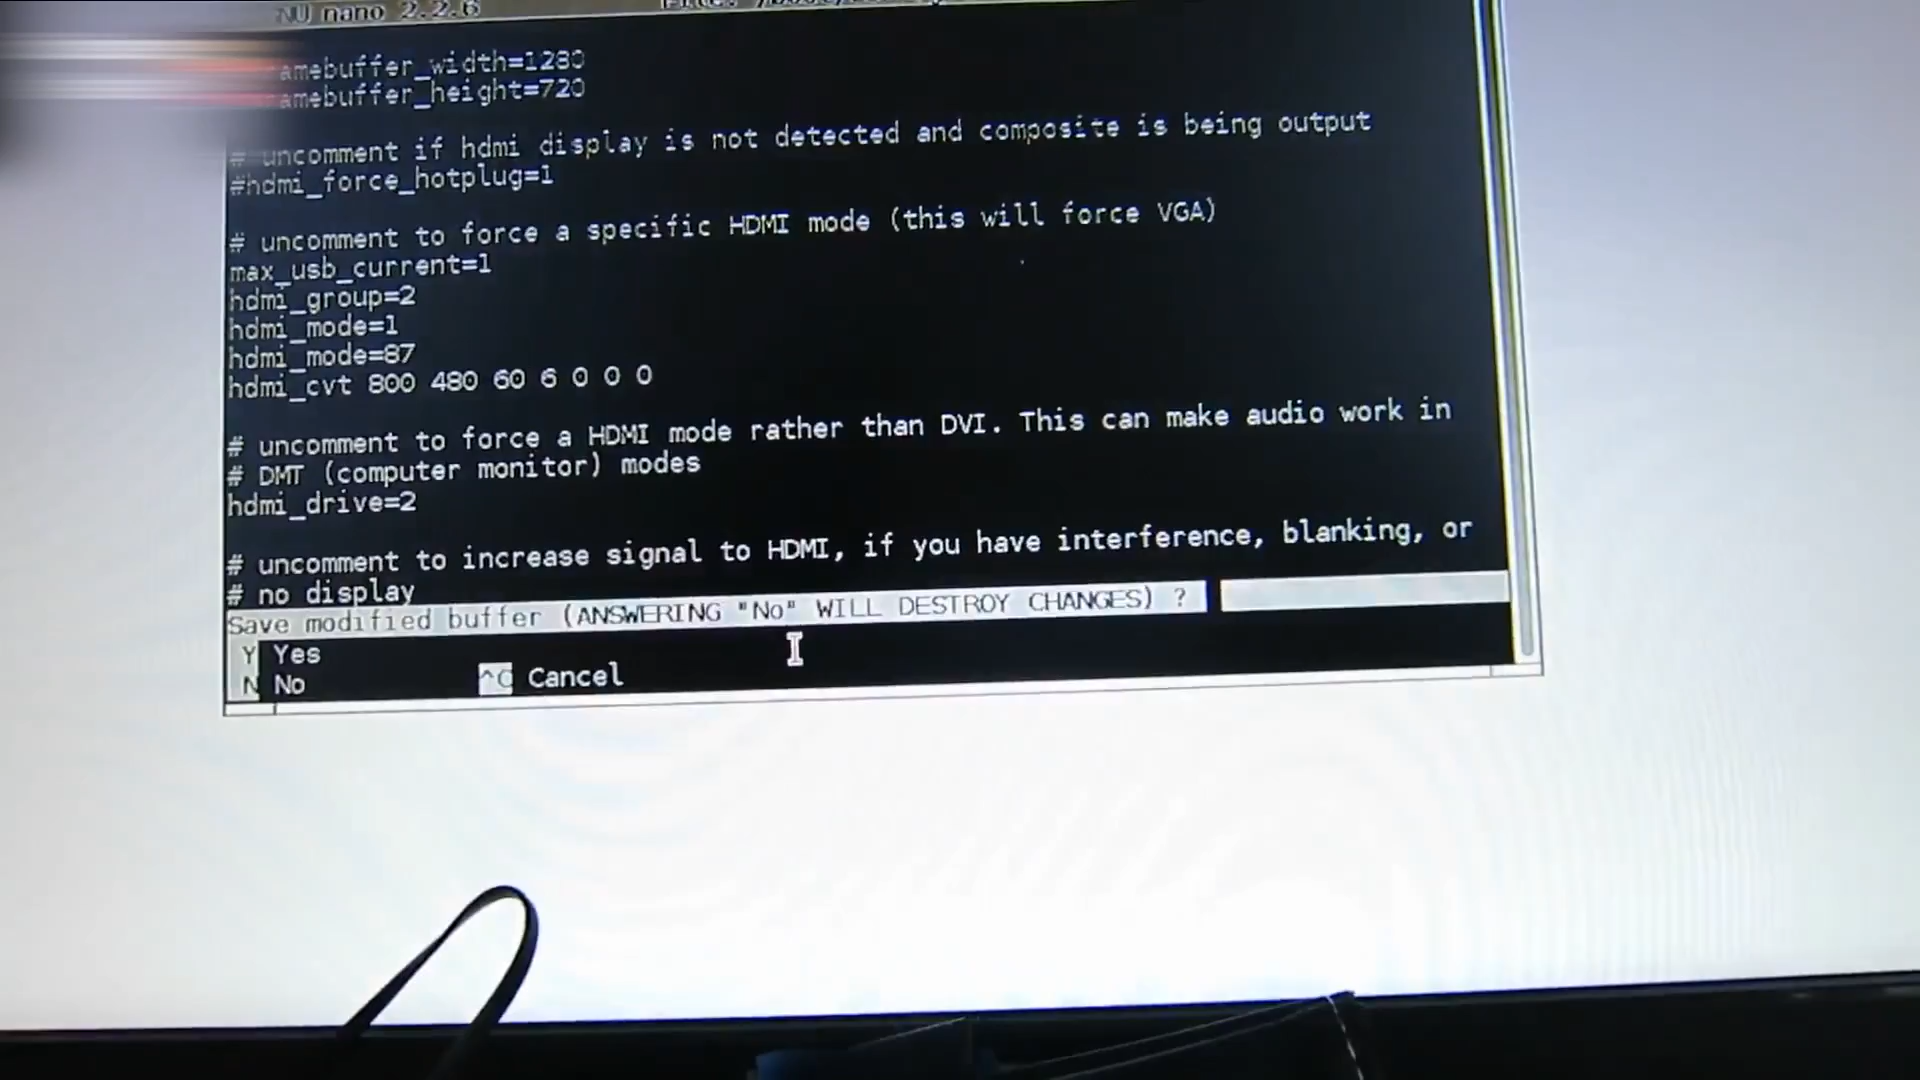 NU nano 2.2.6 File:
amebuffer_width=1280
amebuffer_height=720
# uncomment if hdmi display is not detected and composite is being output
#hdmi_force_hotplug=1
# uncomment to force a specific HDMI mode (this will force VGA)
max_usb_current=1
hdmi_group=2
hdmi_mode=1
hdmi_mode=87
hdmi_cvt 800 480 60 6 0 0 0
# uncomment to force a HDMI mode rather than DVI. This can make audio work in
# DMT (computer monitor) modes
hdmi_drive=2
# uncomment to increase signal to HDMI, if you have interference, blanking, or
# no display
Save modified buffer (ANSWERING "No" WILL DESTROY CHANGES) ?
Y Yes
N No ^C Cancel